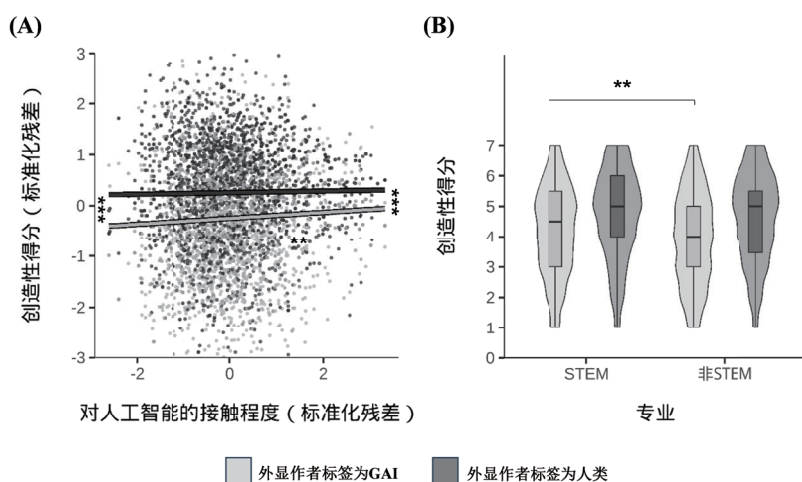 (A)
3
2
1
0
-1
-2
-3
创造性得分（标准化残差）
***
***
**
-2
0
2
对人工智能的接触程度（标准化残差）
(B)
**
7
6
5
4
3
2
1
0
创造性得分
STEM
非STEM
专业
外显作者标签为GAI
外显作者标签为人类